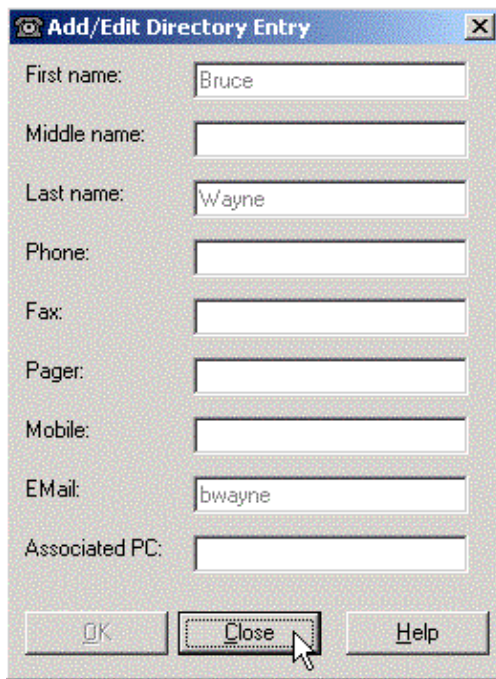 Add/Edit Directory Entry
First name: Bruce
Middle name:
Last name: Wayne
Phone:
Fax:
Pager:
Mobile:
EMail: bwayne
Associated PC:
OK Close Help